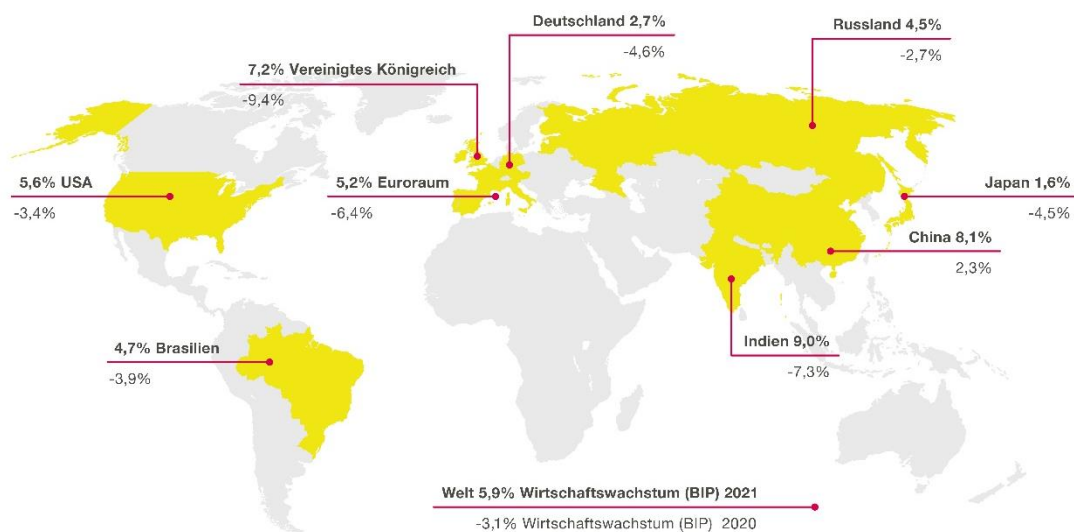 Deutschland 2,7%
-4,6%
Russland 4,5%
-2,7%
7,2% Vereinigtes Königreich
-9,4%
5,6% USA
-3,4%
5,2% Euroraum
-6,4%
Japan 1,6%
-4,5%
China 8,1%
2,3%
Indien 9,0%
-7,3%
4,7% Brasilien
-3,9%
Welt 5,9% Wirtschaftswachstum (BIP) 2021
-3,1% Wirtschaftswachstum (BIP) 2020